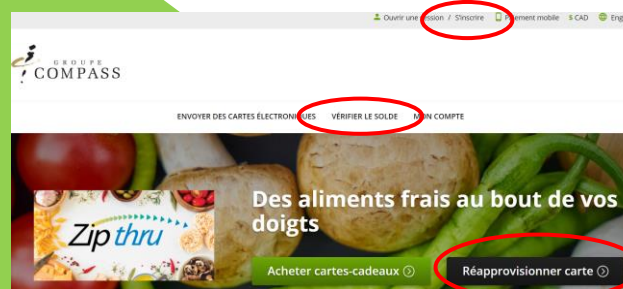 Ouvrir une session / S'inscrire Paiement mobile $ CAD Eng
GROUPE
COMPASS
ENVOYER DES CARTES ÉLECTRONIQUES VÉRIFIER LE SOLDE MON COMPTE
Des aliments frais au bout de vos
doigts
Zip thru
Acheter cartes-cadeaux Réapprovisionner carte